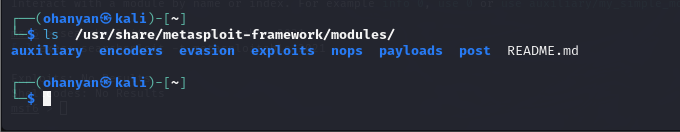 ┌──(ohanyan㉿kali)-[~]
└─$ ls /usr/share/metasploit-framework/modules/
auxiliary encoders evasion exploits nops payloads post README.md
┌──(ohanyan㉿kali)-[~]
└─$